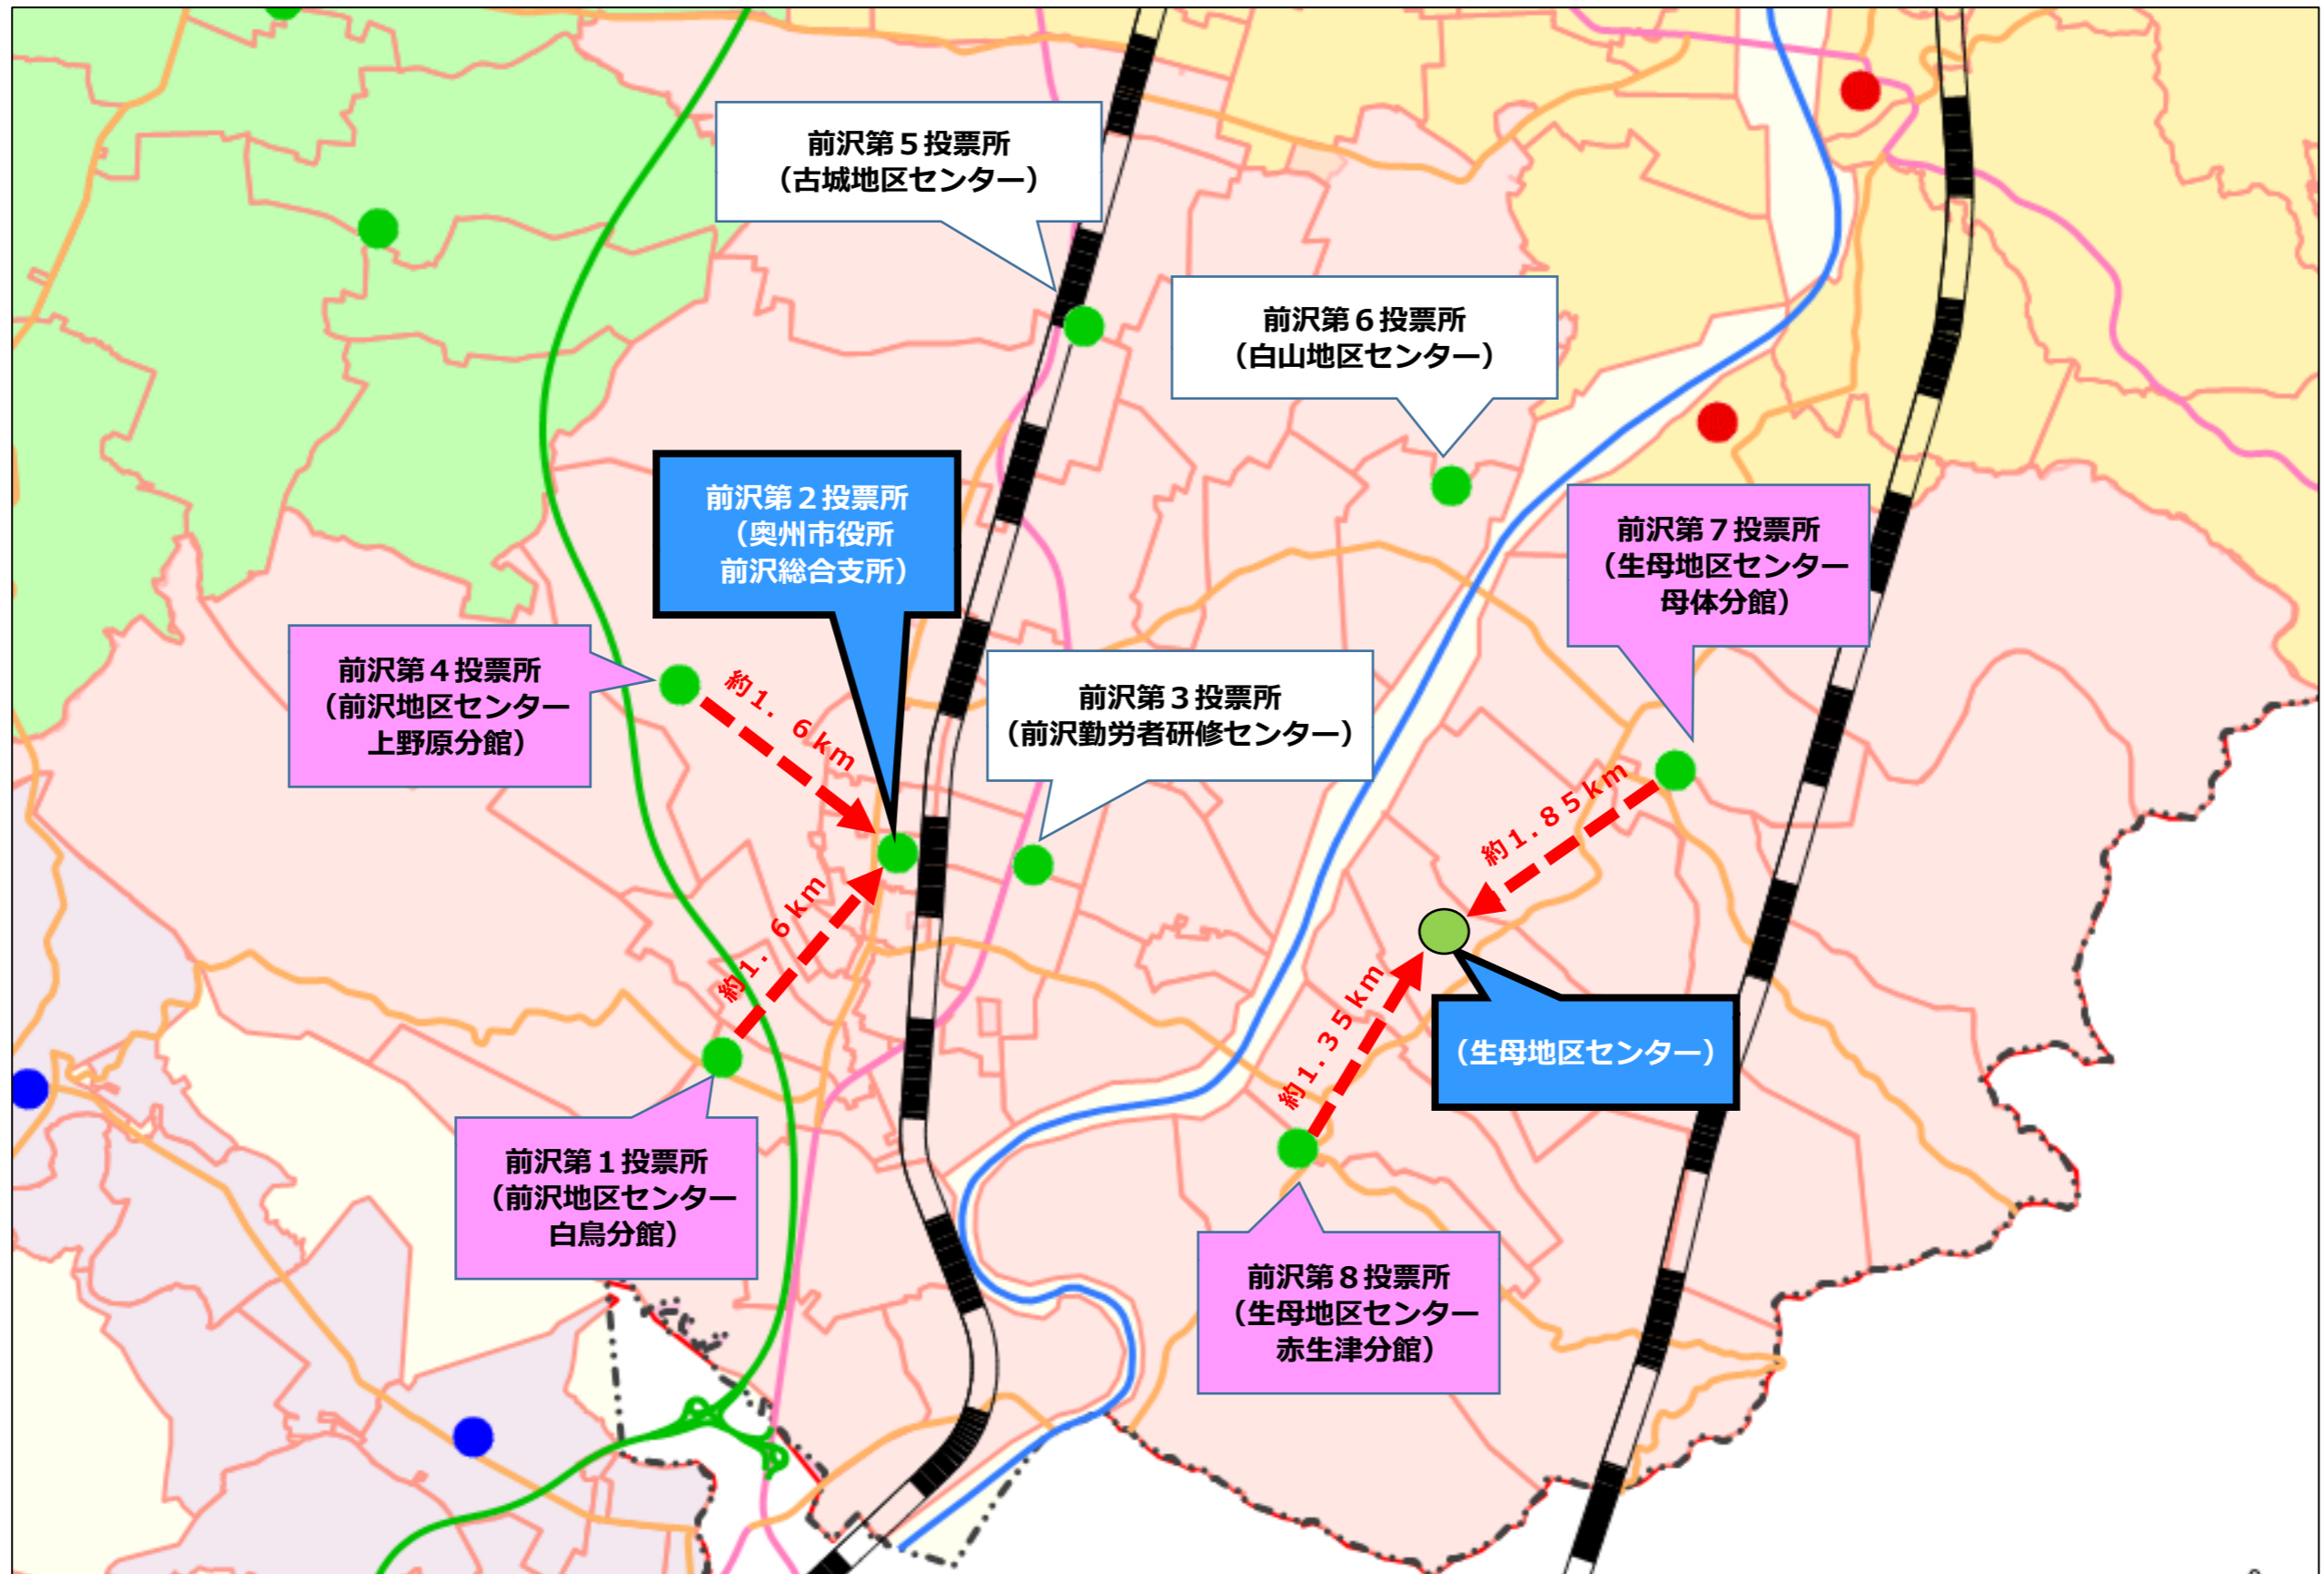 前沢第５投票所
（古城地区センター）
前沢第６投票所
（白山地区センター）
前沢第２投票所
（奥州市役所
前沢総合支所）
前沢第７投票所
（生母地区センター
母体分館）
前沢第４投票所
（前沢地区センター
上野原分館）
約１．６ｋｍ
前沢第３投票所
（前沢勤労者研修センター）
約１．８５ｋｍ
約１．６ｋｍ
約１．３５ｋｍ
（生母地区センター）
前沢第１投票所
（前沢地区センター
白鳥分館）
前沢第８投票所
（生母地区センター
赤生津分館）